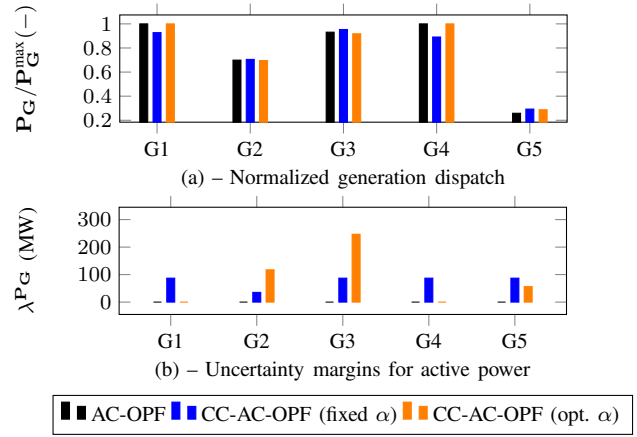 P_G/P_G^max(−)
1
0.8
0.6
0.4
0.2
G1 G2 G3 G4 G5
(a) – Normalized generation dispatch
λ^P_G (MW)
300
200
100
0
G1 G2 G3 G4 G5
(b) – Uncertainty margins for active power
AC-OPF CC-AC-OPF (fixed α) CC-AC-OPF (opt. α)